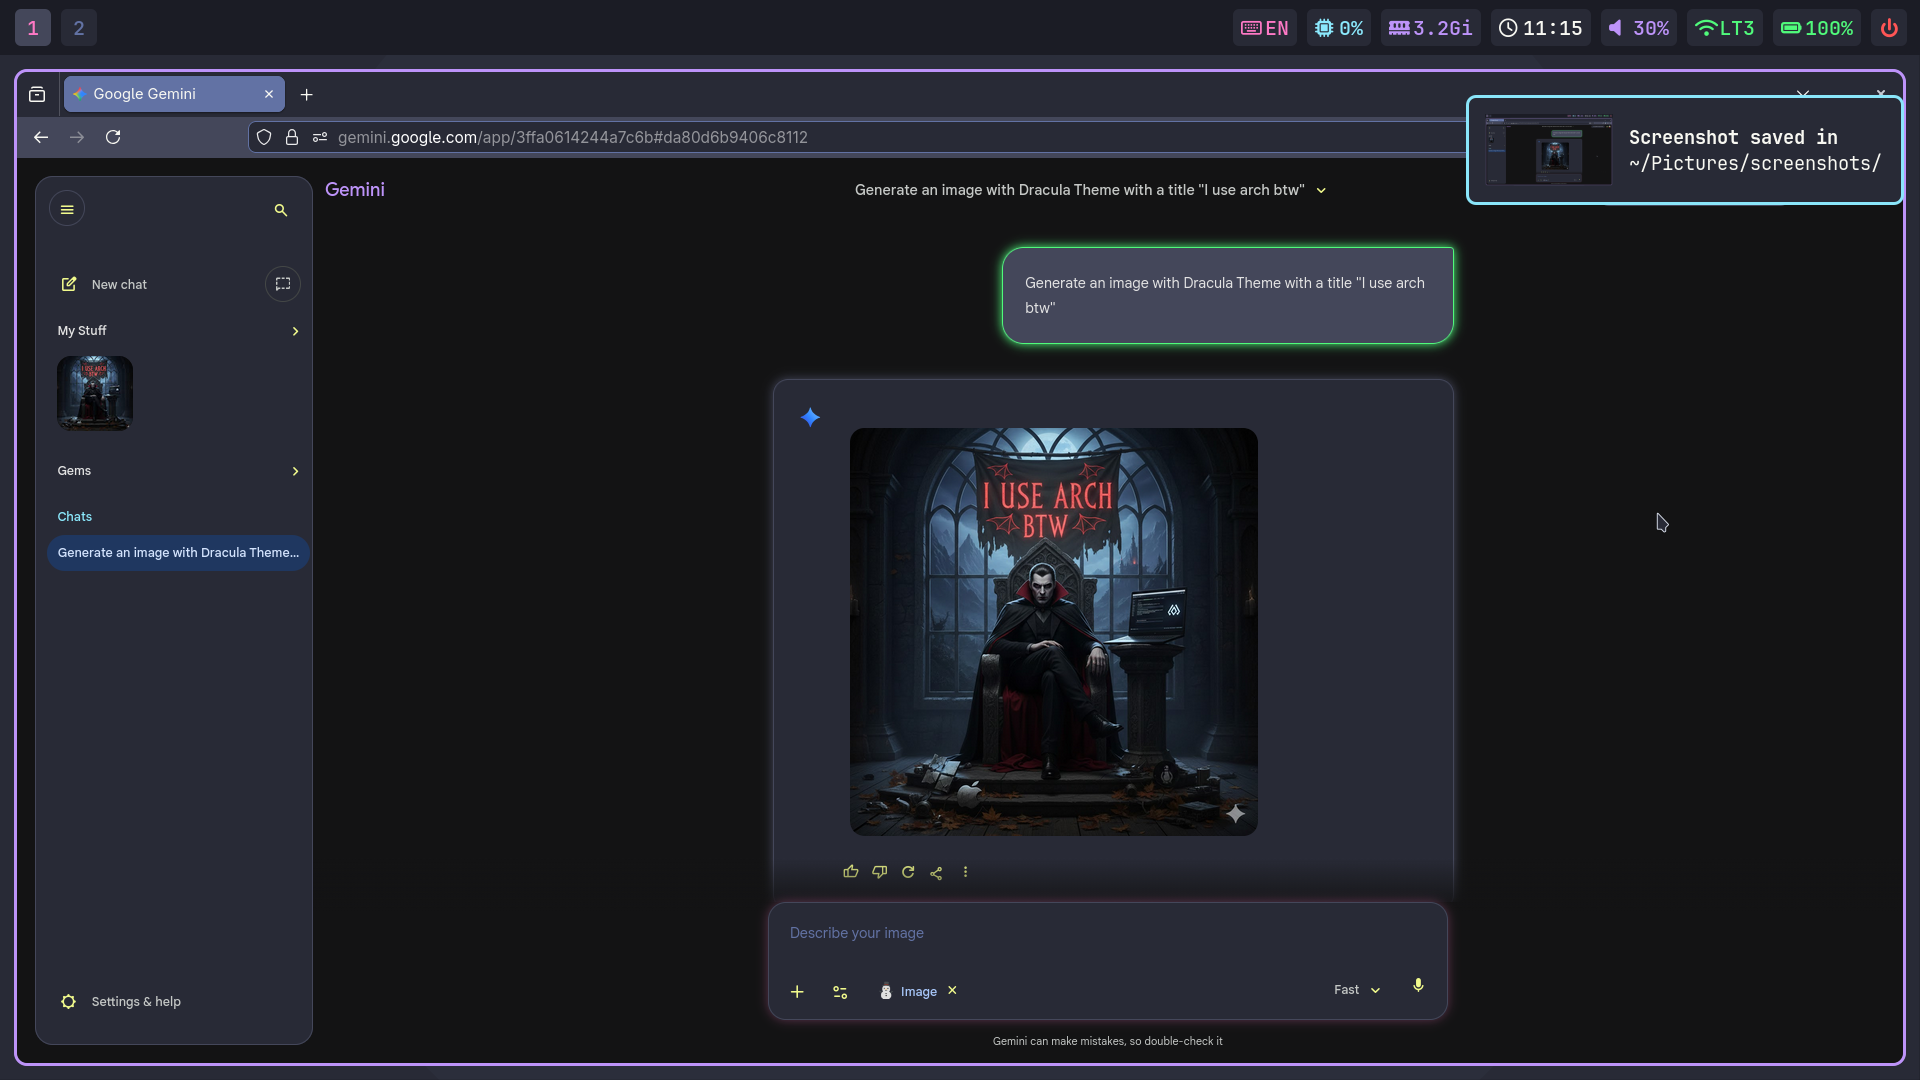 1
2
EN
0%
3.2Gi
11:15
30%
LT3
100%
Google Gemini
gemini.google.com/app/3ffa0614244a7c6b#da80d6b9406c8112
Screenshot saved in
~/Pictures/screenshots/
Gemini
Generate an image with Dracula Theme with a title "I use arch btw"
New chat
My Stuff
I USE ARCH
BTW
Gems
Chats
Generate an image with Dracula Theme...
Settings & help
Generate an image with Dracula Theme with a title "I use arch
btw"
I USE ARCH
BTW
Describe your image
Image
Fast
Gemini can make mistakes, so double-check it